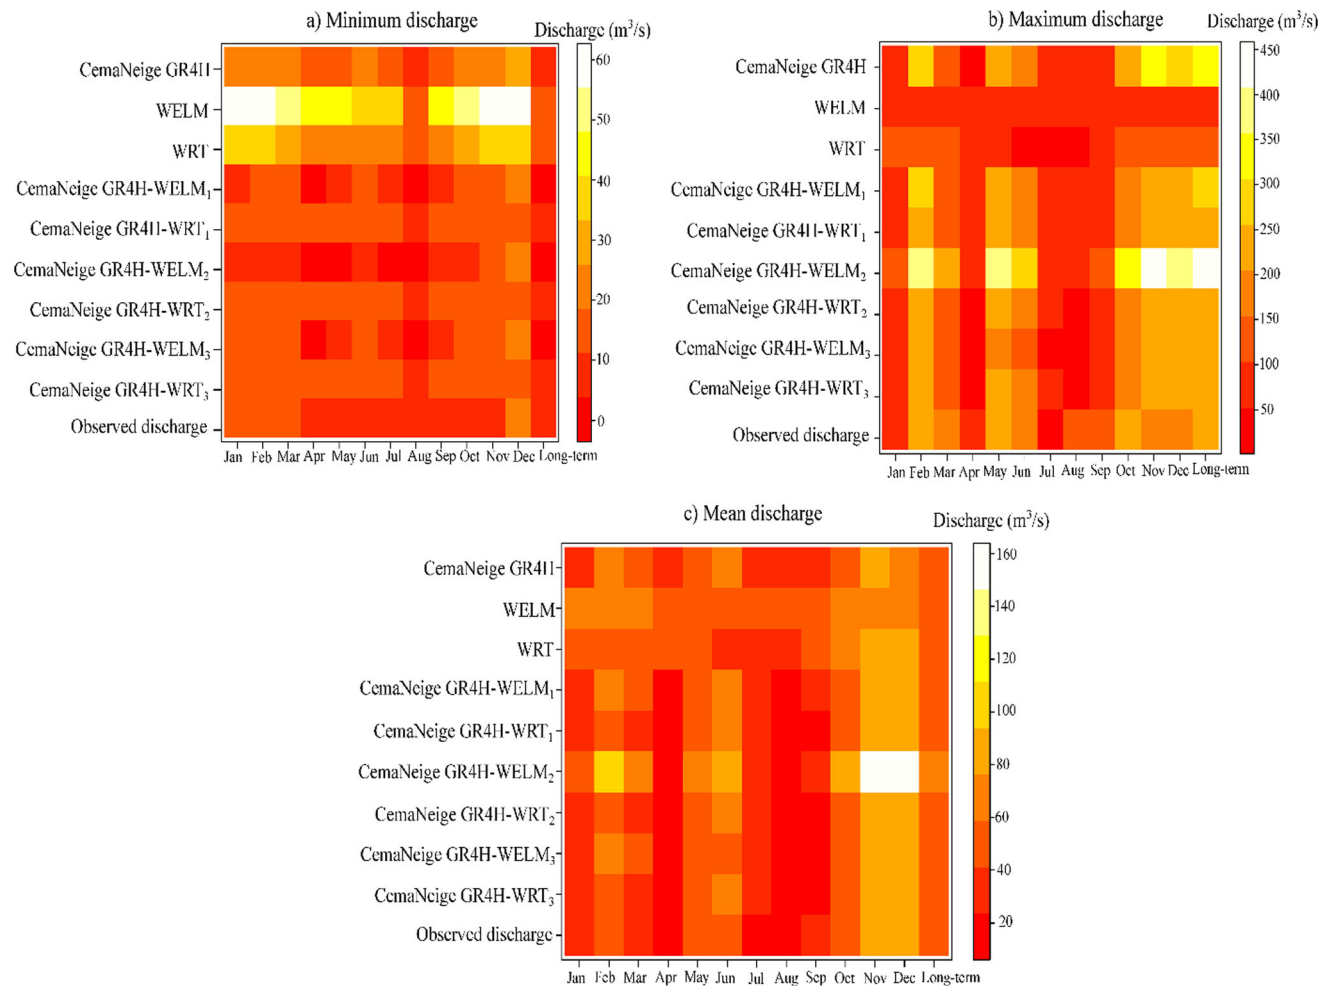 a) Minimum discharge
Discharge (m³/s)
CemaNeige GR4H
WELM
WRT
CemaNeige GR4H-WELM₁
CemaNeige GR4H-WRT₁
CemaNeige GR4H-WELM₂
CemaNeige GR4H-WRT₂
CemaNeige GR4H-WELM₃
CemaNeige GR4H-WRT₃
Observed discharge
Jan Feb Mar Apr May Jun Jul Aug Sep Oct Nov Dec Long-term
60
50
40
30
20
10
0
b) Maximum discharge
Discharge (m³/s)
CemaNeige GR4H
WELM
WRT
CemaNeige GR4H-WELM₁
CemaNeige GR4H-WRT₁
CemaNeige GR4H-WELM₂
CemaNeige GR4H-WRT₂
CemaNeige GR4H-WELM₃
CemaNeige GR4H-WRT₃
Observed discharge
Jan Feb Mar Apr May Jun Jul Aug Sep Oct Nov Dec Long-term
450
400
350
300
250
200
150
100
50
c) Mean discharge
Discharge (m³/s)
CemaNeige GR4H
WELM
WRT
CemaNeige GR4H-WELM₁
CemaNeige GR4H-WRT₁
CemaNeige GR4H-WELM₂
CemaNeige GR4H-WRT₂
CemaNeige GR4H-WELM₃
CemaNeige GR4H-WRT₃
Observed discharge
Jan Feb Mar Apr May Jun Jul Aug Sep Oct Nov Dec Long-term
160
140
120
100
80
60
40
20